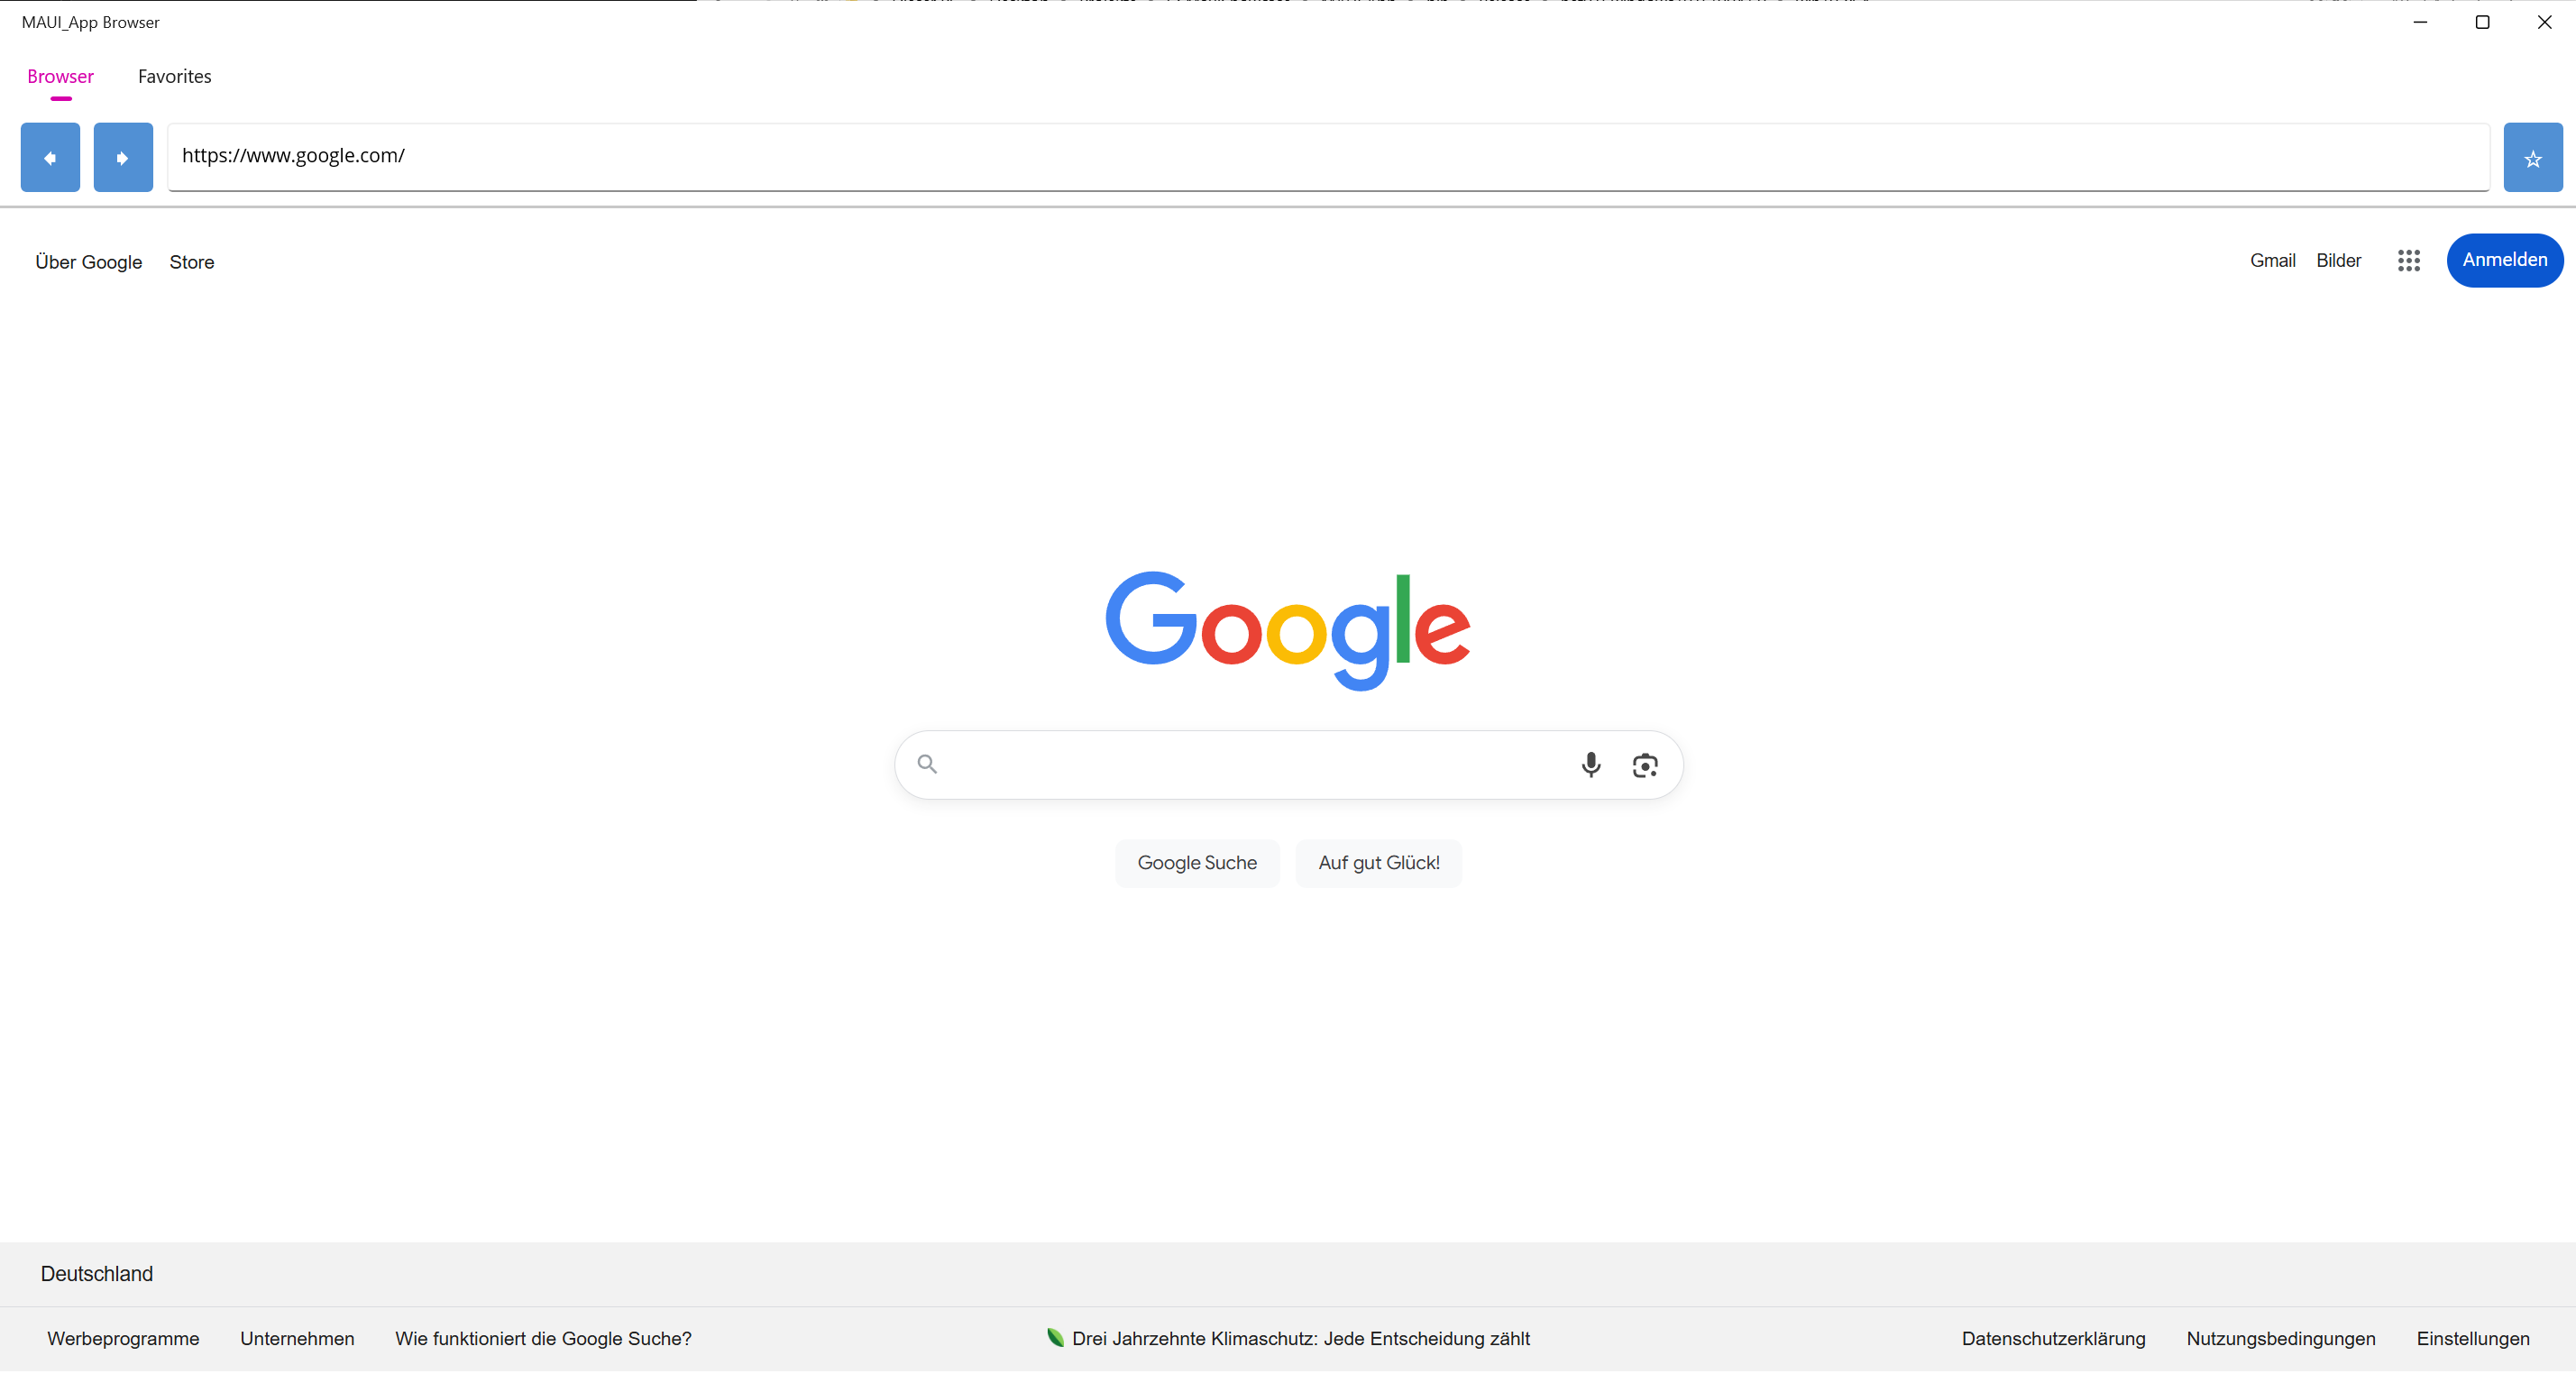 MAUI_App Browser
Browser Favorites
https://www.google.com/
Über Google Store Gmail Bilder Anmelden
Google
Google Suche Auf gut Glück!
Deutschland
Werbeprogramme Unternehmen Wie funktioniert die Google Suche? Drei Jahrzehnte Klimaschutz: Jede Entscheidung zählt Datenschutzerklärung Nutzungsbedingungen Einstellungen